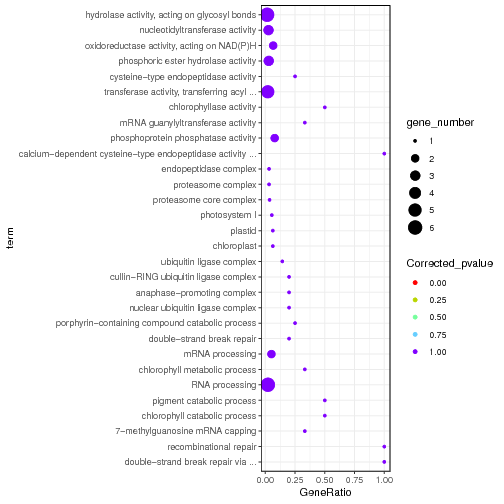 hydrolase activity, acting on glycosyl bonds
nucleotidyltransferase activity
oxidoreductase activity, acting on NAD(P)H
phosphoric ester hydrolase activity
cysteine−type endopeptidase activity
transferase activity, transferring acyl ...
chlorophyllase activity
mRNA guanylyltransferase activity
phosphoprotein phosphatase activity
calcium−dependent cysteine−type endopeptidase activity ...
endopeptidase complex
proteasome complex
proteasome core complex
photosystem I
plastid
chloroplast
ubiquitin ligase complex
cullin−RING ubiquitin ligase complex
anaphase−promoting complex
nuclear ubiquitin ligase complex
porphyrin−containing compound catabolic process
double−strand break repair
mRNA processing
chlorophyll metabolic process
RNA processing
pigment catabolic process
chlorophyll catabolic process
7−methylguanosine mRNA capping
recombinational repair
double−strand break repair via ...
term
0.00 0.25 0.50 0.75 1.00
GeneRatio
gene_number
1
2
3
4
5
6
Corrected_pvalue
0.00
0.25
0.50
0.75
1.00